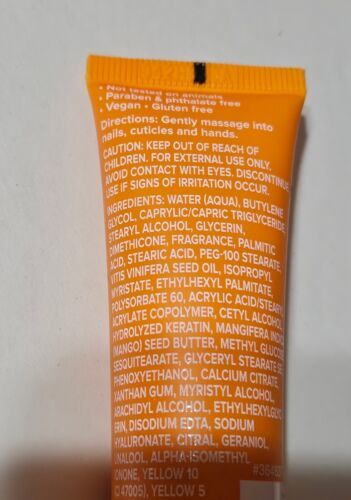 • Not tested on animals
• Paraben & phthalate free
• Vegan • Gluten free
Directions: Gently massage into
nails, cuticles and hands.
CAUTION: KEEP OUT OF REACH OF
CHILDREN. FOR EXTERNAL USE ONLY.
AVOID CONTACT WITH EYES. DISCONTINUE
USE IF SIGNS OF IRRITATION OCCUR.
INGREDIENTS: WATER (AQUA), BUTYLENE
GLYCOL, CAPRYLIC/CAPRIC TRIGLYCERIDE,
STEARYL ALCOHOL, GLYCERIN,
DIMETHICONE, FRAGRANCE, PALMITIC
ACID, STEARIC ACID, PEG-100 STEARATE,
VITIS VINIFERA SEED OIL, ISOPROPYL
MYRISTATE, ETHYLHEXYL PALMITATE,
POLYSORBATE 60, ACRYLIC ACID/STEARYL
ACRYLATE COPOLYMER, CETYL ALCOHOL,
HYDROLYZED KERATIN, MANGIFERA INDICA
(MANGO) SEED BUTTER, METHYL GLUCOSE
SESQUISTEARATE, GLYCERYL STEARATE SE,
PHENOXYETHANOL, CALCIUM CITRATE,
XANTHAN GUM, MYRISTYL ALCOHOL,
ARACHIDYL ALCOHOL, ETHYLHEXYLGLYC
ERIN, DISODIUM EDTA, SODIUM
HYALURONATE, CITRAL, GERANIOL,
LINALOOL, ALPHA-ISOMETHYL
IONONE, YELLOW 10
(CI 47005), YELLOW 5